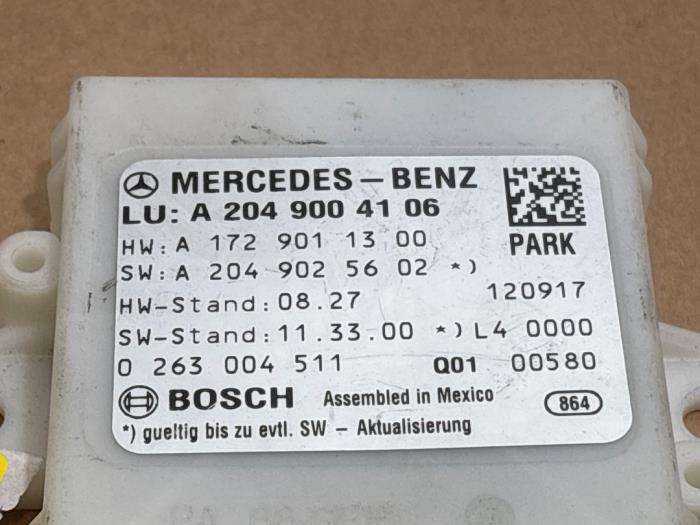 MERCEDES – BENZ
LU: A 204 900 41 06
HW: A 172 901 13 00
PARK
SW: A 204 902 56 02 *)
HW-Stand: 08.27 120917
SW-Stand: 11.33.00 *) L4 0000
0 263 004 511 Q01 00580
BOSCH Assembled in Mexico 864
*) gueltig bis zu evtl. SW – Aktualisierung